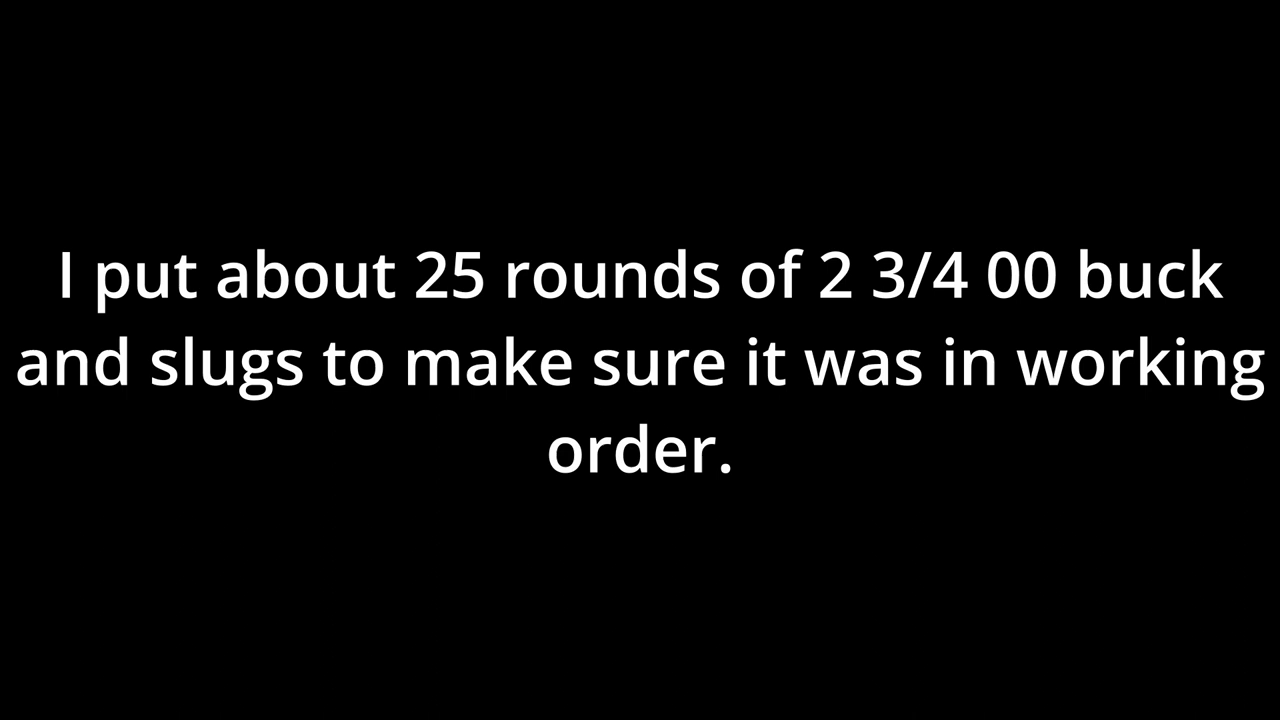 I put about 25 rounds of 2 3/4 00 buck
and slugs to make sure it was in working
order.